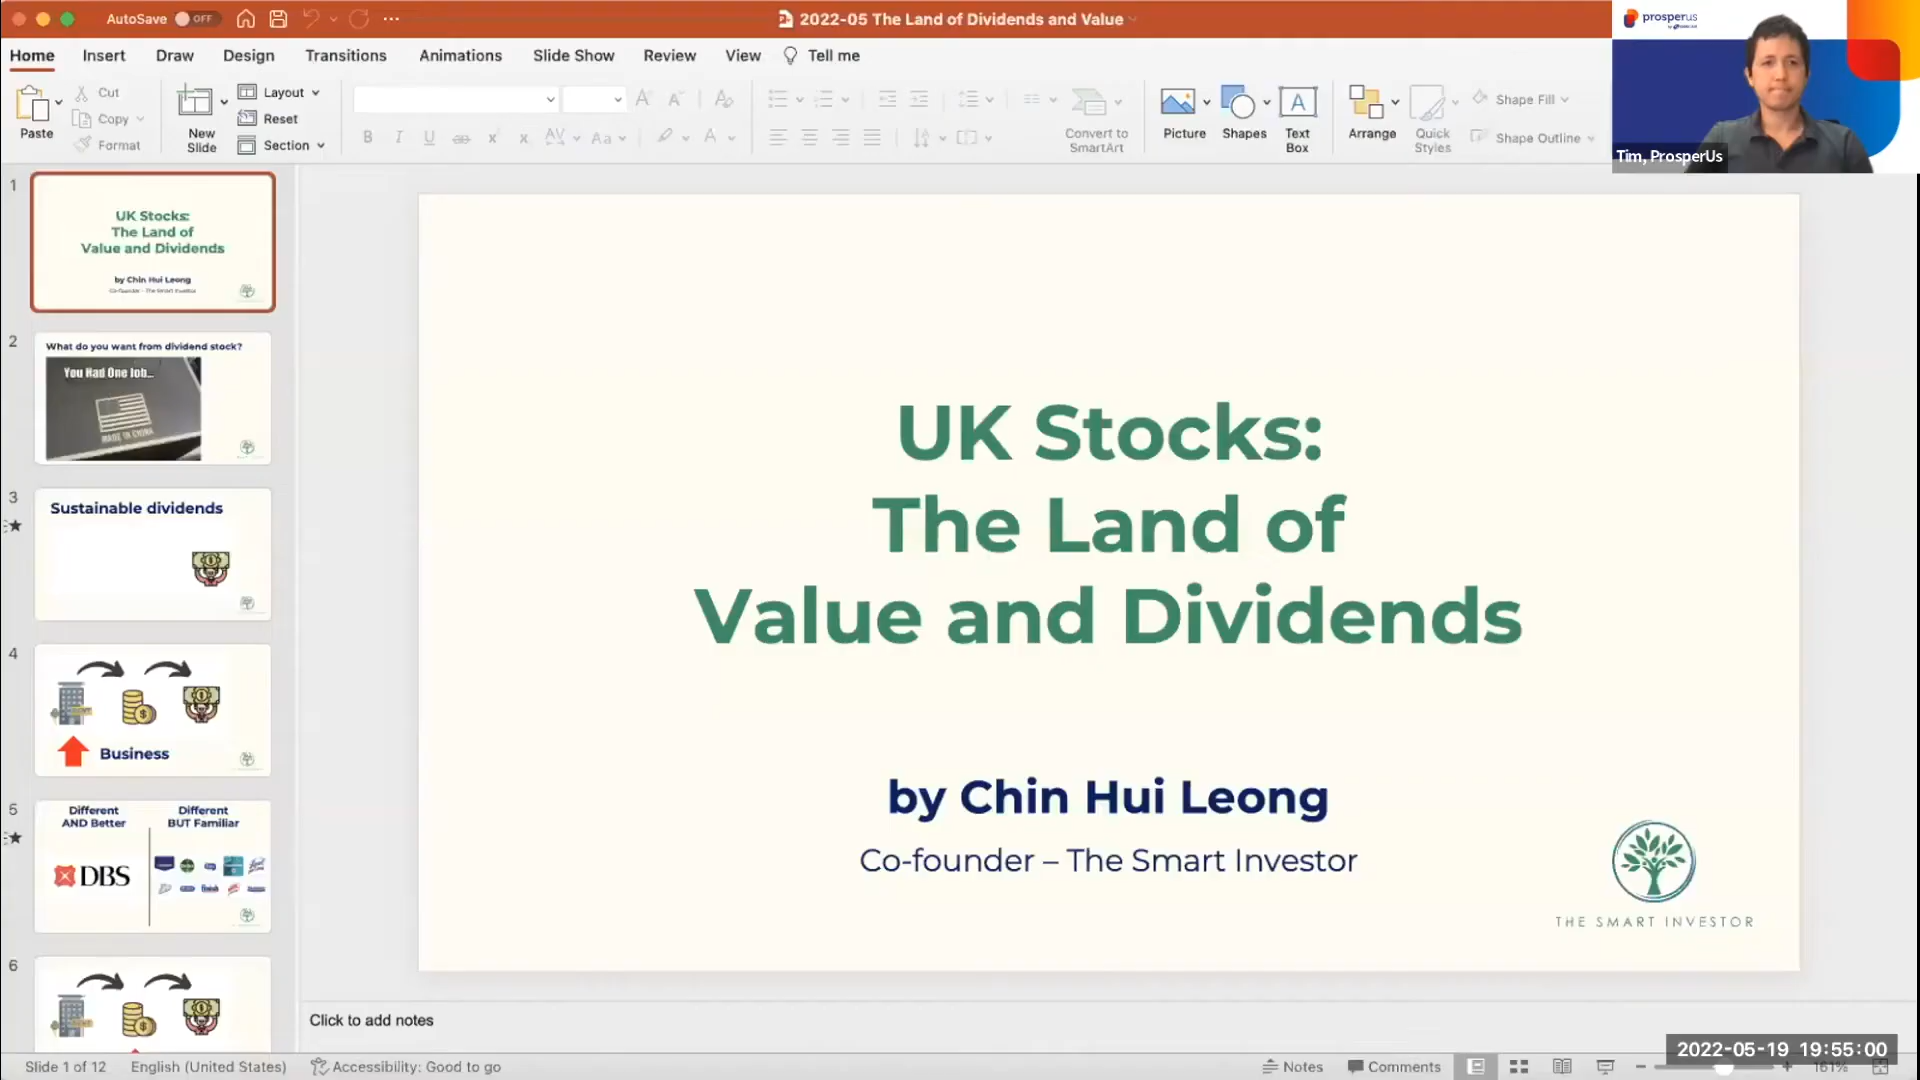 AutoSave OFF
2022-05 The Land of Dividends and Value
prosperus
Home Insert Draw Design Transitions Animations Slide Show Review View Tell me
Paste
Cut
Copy
Format
New Slide
Layout
Reset
Section
Convert to SmartArt
Picture
Shapes
Text Box
Arrange
Quick Styles
Shape Fill
Shape Outline
Tim, ProsperUs
1
UK Stocks:
The Land of
Value and Dividends
by Chin Hui Leong
Co-founder - The Smart Investor
2
What do you want from dividend stock?
You Had One Job...
MADE IN CHINA
3
Sustainable dividends
4
Business
5
Different
AND Better
Different
BUT Familiar
DBS
6
UK Stocks:
The Land of
Value and Dividends
by Chin Hui Leong
Co-founder – The Smart Investor
THE SMART INVESTOR
Click to add notes
Slide 1 of 12 English (United States) Accessibility: Good to go
Notes Comments
2022-05-19 19:55:00
161%